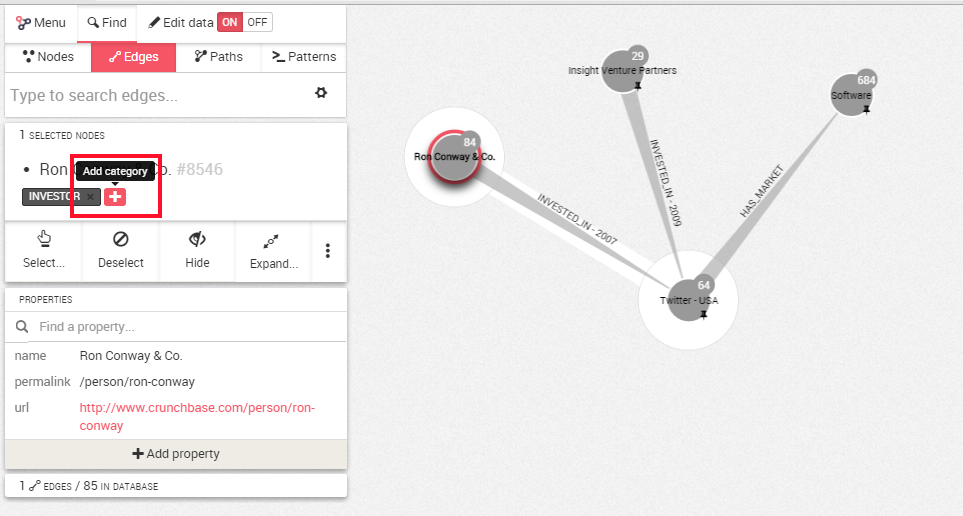 Menu Find Edit data ON OFF
Nodes Edges Paths Patterns
Type to search edges...
1 SELECTED NODES
Add category
• Ron Co. #8546
INVESTOR × +
Select... Deselect Hide Expand...
PROPERTIES
Find a property...
name Ron Conway & Co.
permalink /person/ron-conway
url http://www.crunchbase.com/person/ron-
conway
Add property
1 EDGES / 85 IN DATABASE
29
Insight Venture Partners
684
Software
84
Ron Conway & Co.
INVESTED_IN - 2009
HAS_MARKET
INVESTED_IN - 2007
64
Twitter - USA